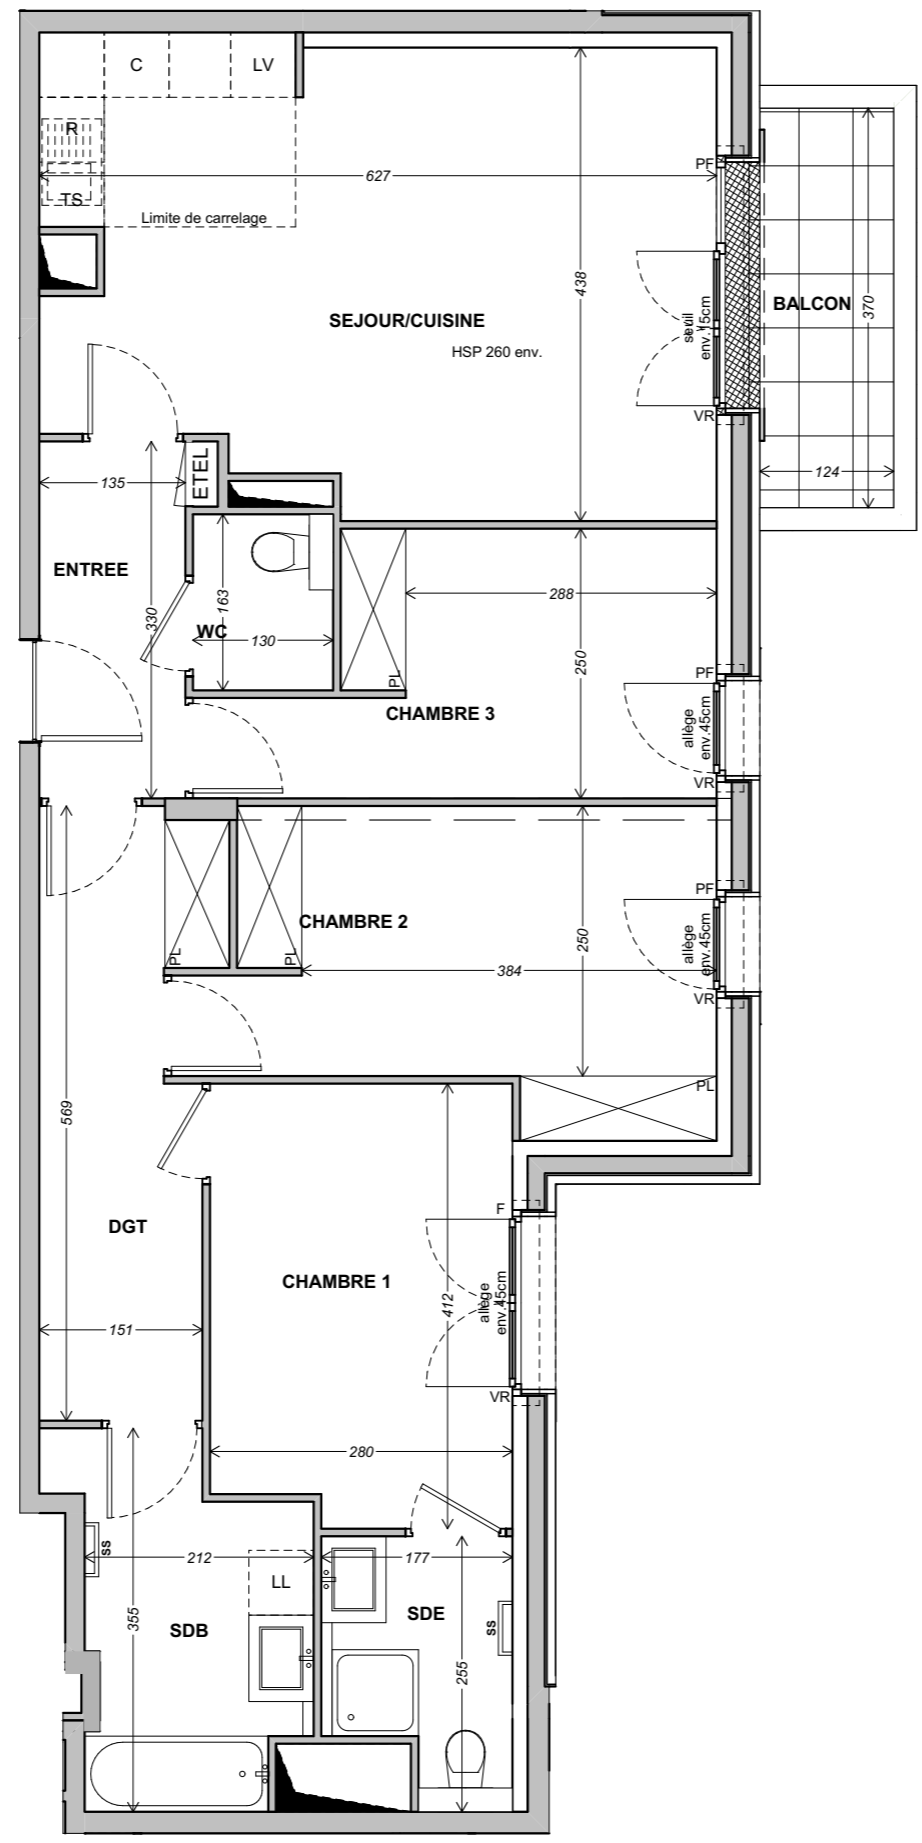 C
LV
R
TS
Limite de carrelage
627
438
SEJOUR/CUISINE
HSP 260 env.
PF
seuil
env.15cm
VR
BALCON
370
124
135
ETEL
ENTREE
330
163
WC
130
PL
288
250
CHAMBRE 3
PF
allège
env.45cm
VR
PL
PL
CHAMBRE 2
384
250
PF
allège
env.45cm
VR
PL
569
DGT
151
CHAMBRE 1
412
280
F
allège
env.45cm
VR
ss
212
LL
SDB
355
177
SDE
ss
255